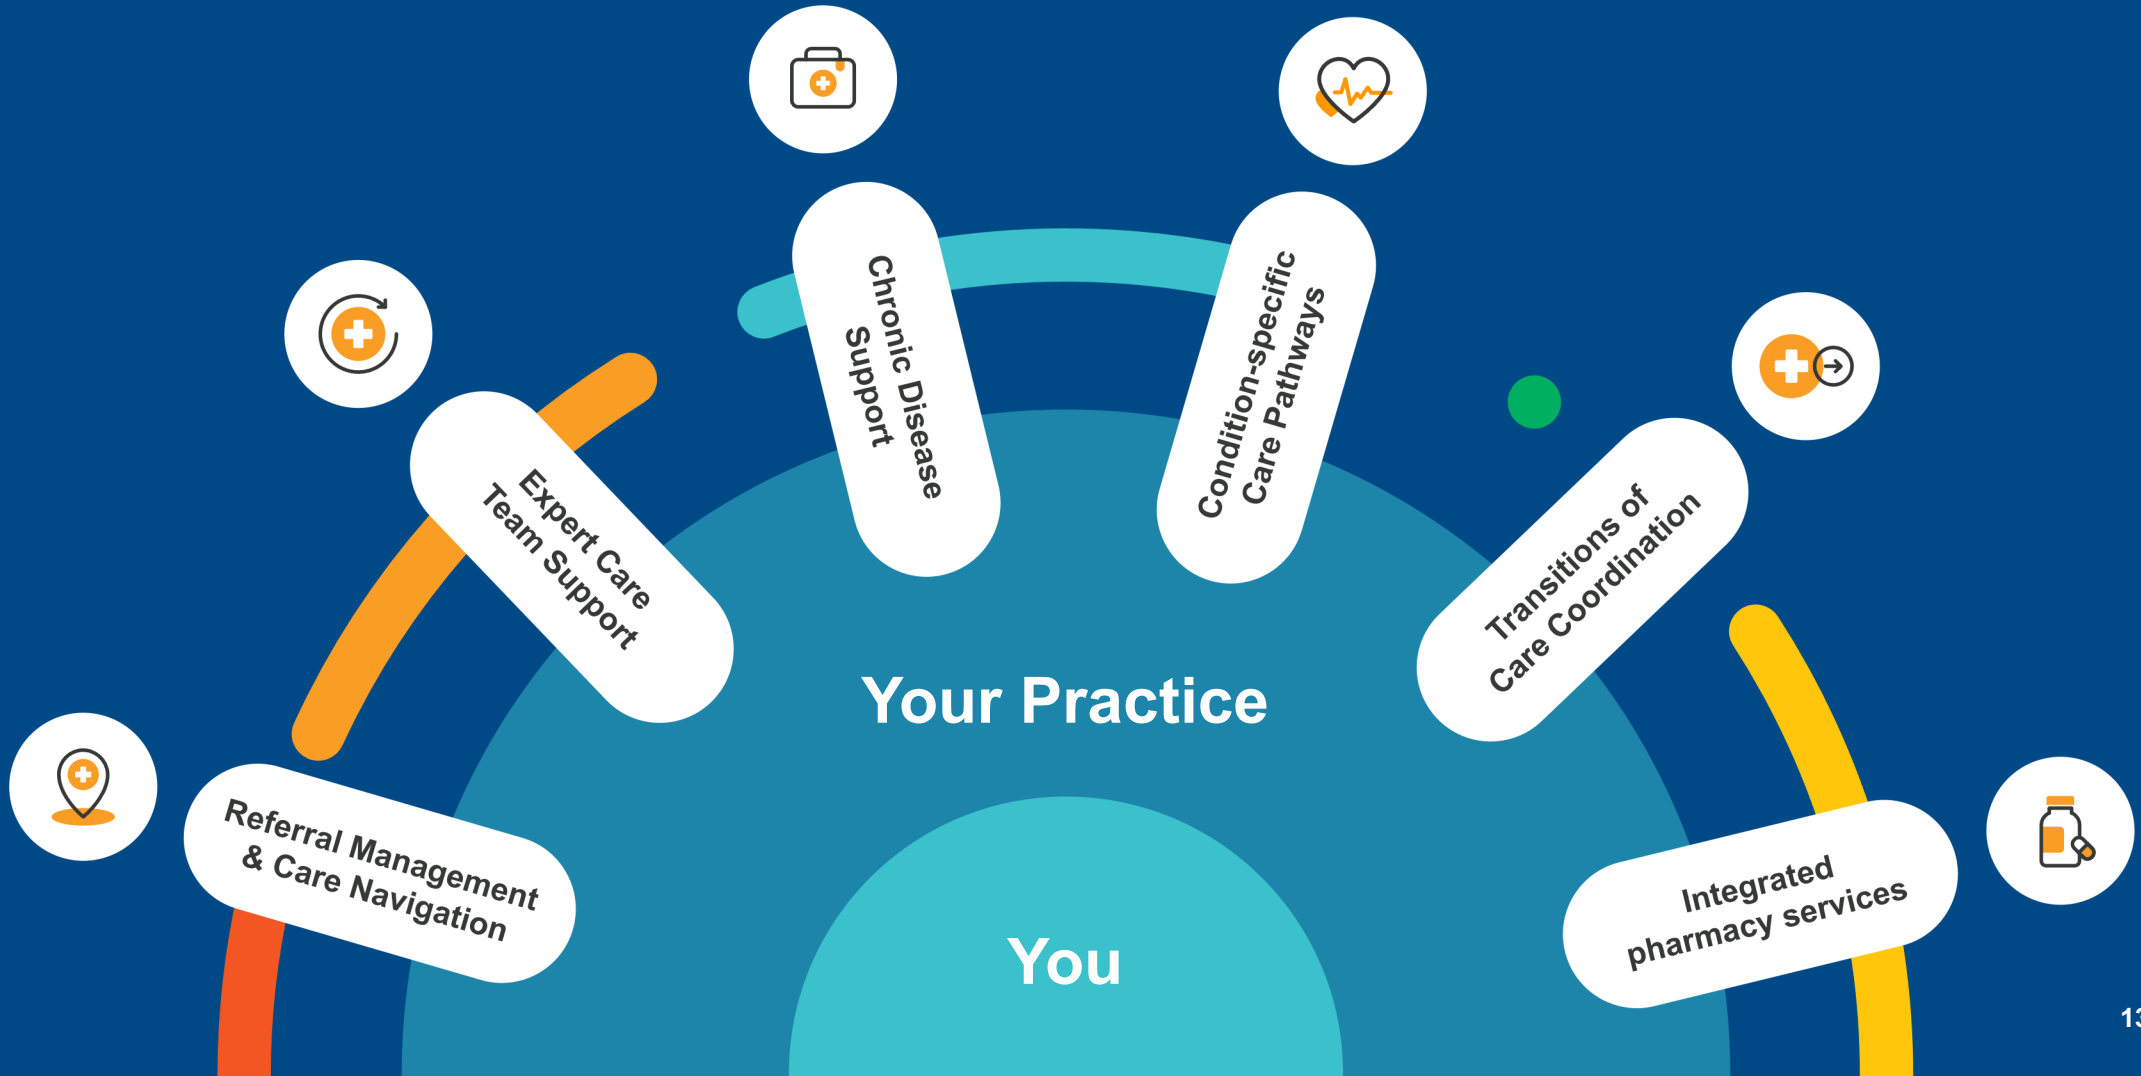 Referral Management
& Care Navigation
Expert Care
Team Support
Chronic Disease
Support
Condition-specific
Care Pathways
Transitions of
Care Coordination
Integrated
pharmacy services
Your Practice
You